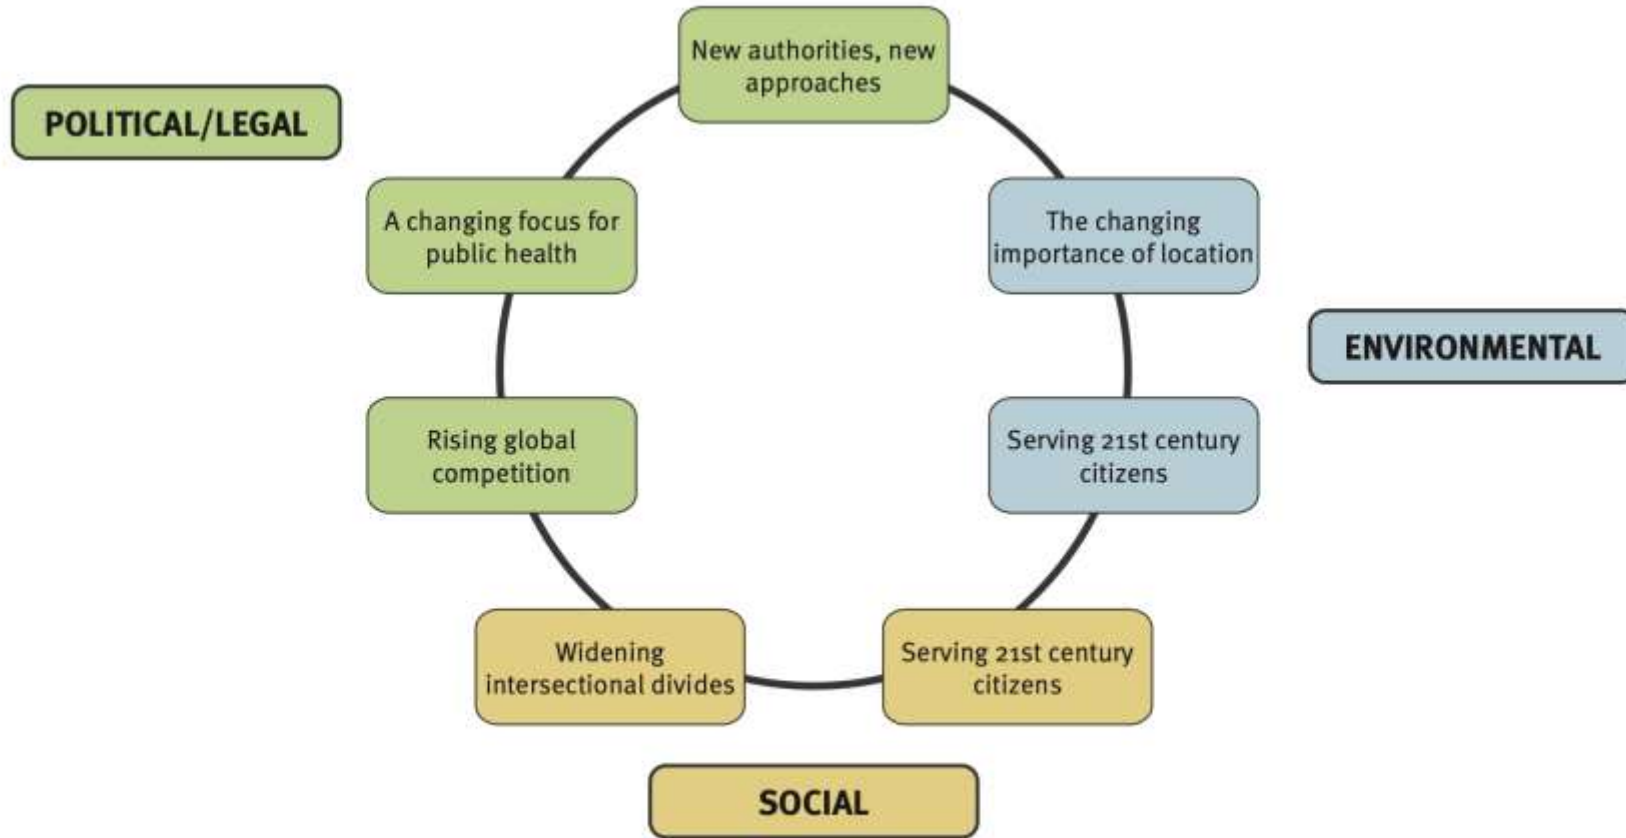 New authorities, new
approaches
POLITICAL/LEGAL
A changing focus for
public health
The changing
importance of location
ENVIRONMENTAL
Rising global
competition
Serving 21st century
citizens
Widening
intersectional divides
Serving 21st century
citizens
SOCIAL